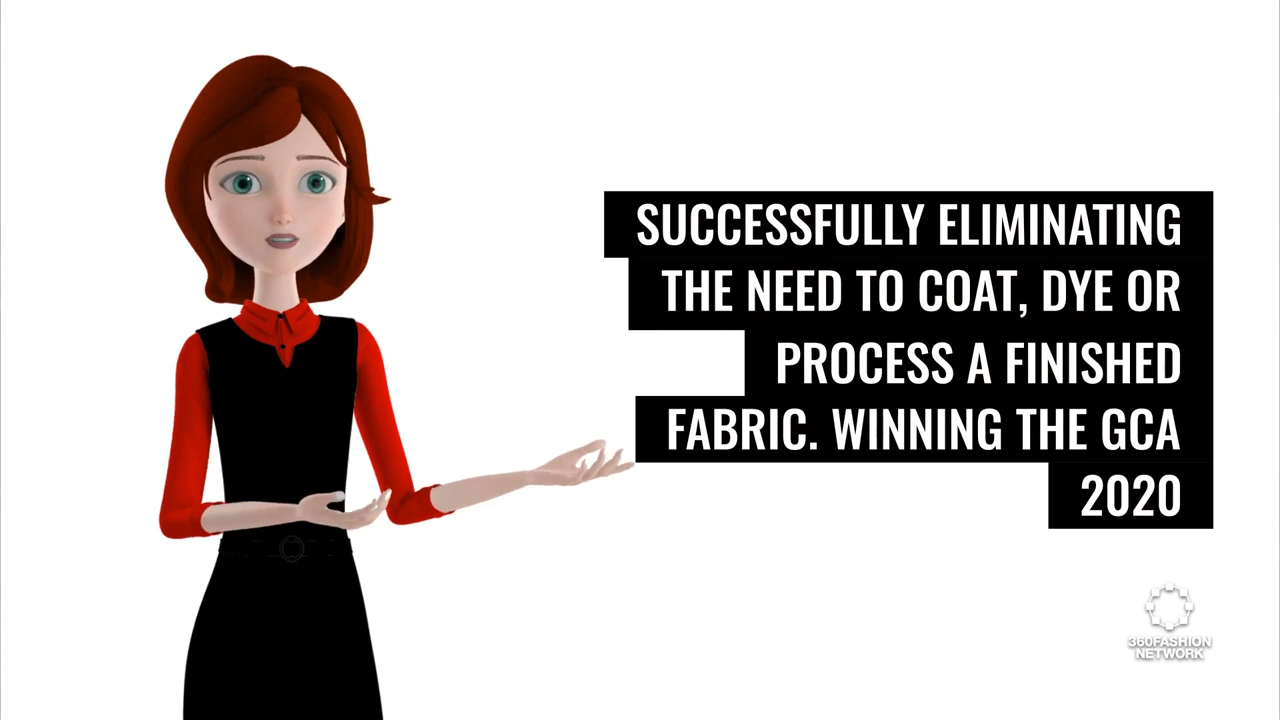 SUCCESSFULLY ELIMINATING
THE NEED TO COAT, DYE OR
PROCESS A FINISHED
FABRIC. WINNING THE GCA
2020
360FASHION
NETWORK